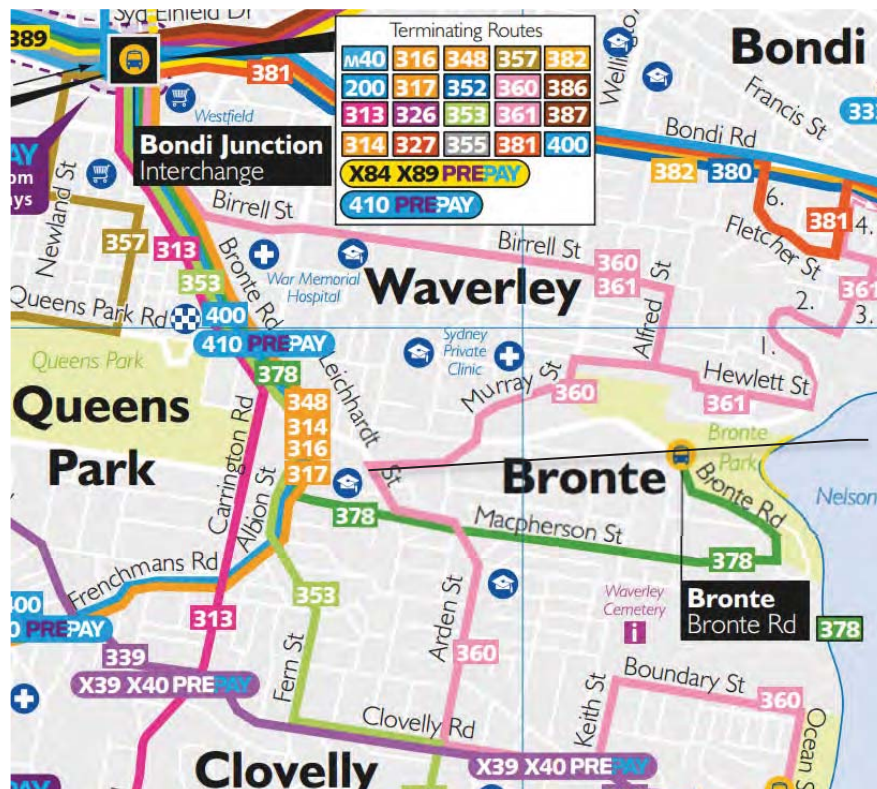 389
Syd Einfeld Dr
381
Westfield
Terminating Routes
M40 316 348 357 382
200 317 352 360 386
313 326 353 361 387
314 327 355 381 400
X84 X89 PREPAY
410 PREPAY
Bondi
Francis St
Bondi Rd
382 380
6.
381
4.
Fletcher St
361
2.
3.
1.
Bondi Junction
Interchange
Newland St
357
313
353
Bronte Rd
Birrell St
Birrell St
360
361
War Memorial
Hospital
Waverley
Alfred St
Queens Park Rd
400
410 PREPAY
378
Queens Park
Queens
Park
Sydney
Private
Clinic
Leichhardt St
Murray St
360
Hewlett St
361
348
314
316
317
Carrington Rd
Albion St
Bronte
Park
Bronte
Bronte Rd
Nelson
378
Macpherson St
378
Frenchmans Rd
353
313
Arden St
Waverley
Cemetery
Bronte
Bronte Rd
378
339
X39 X40 PREPAY
Fern St
360
Keith St
Boundary St
360
Clovelly Rd
Ocean S
Clovelly
X39 X40 PREPAY